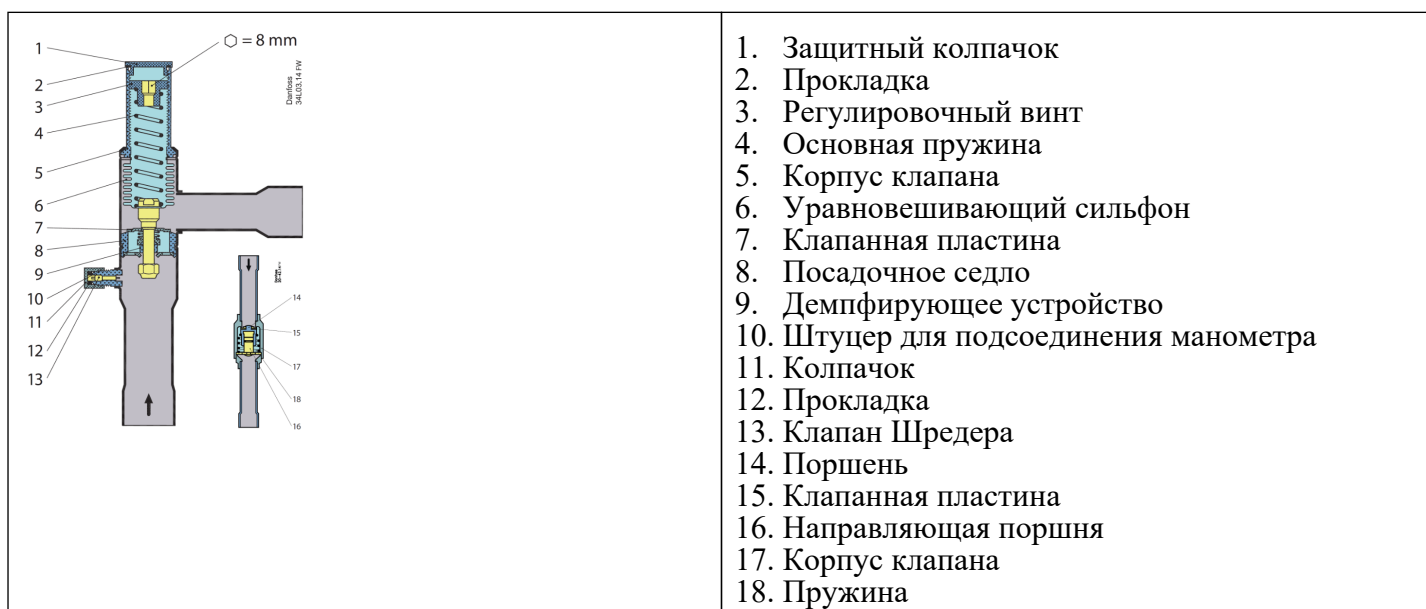 ⬡ = 8 mm
Danfoss
34L03.14 FW
1
2
3
4
5
6
7
8
9
10
11
12
13
14
15
17
18
16
1. Защитный колпачок
2. Прокладка
3. Регулировочный винт
4. Основная пружина
5. Корпус клапана
6. Уравновешивающий сильфон
7. Клапанная пластина
8. Посадочное седло
9. Демпфирующее устройство
10. Штуцер для подсоединения манометра
11. Колпачок
12. Прокладка
13. Клапан Шредера
14. Поршень
15. Клапанная пластина
16. Направляющая поршня
17. Корпус клапана
18. Пружина